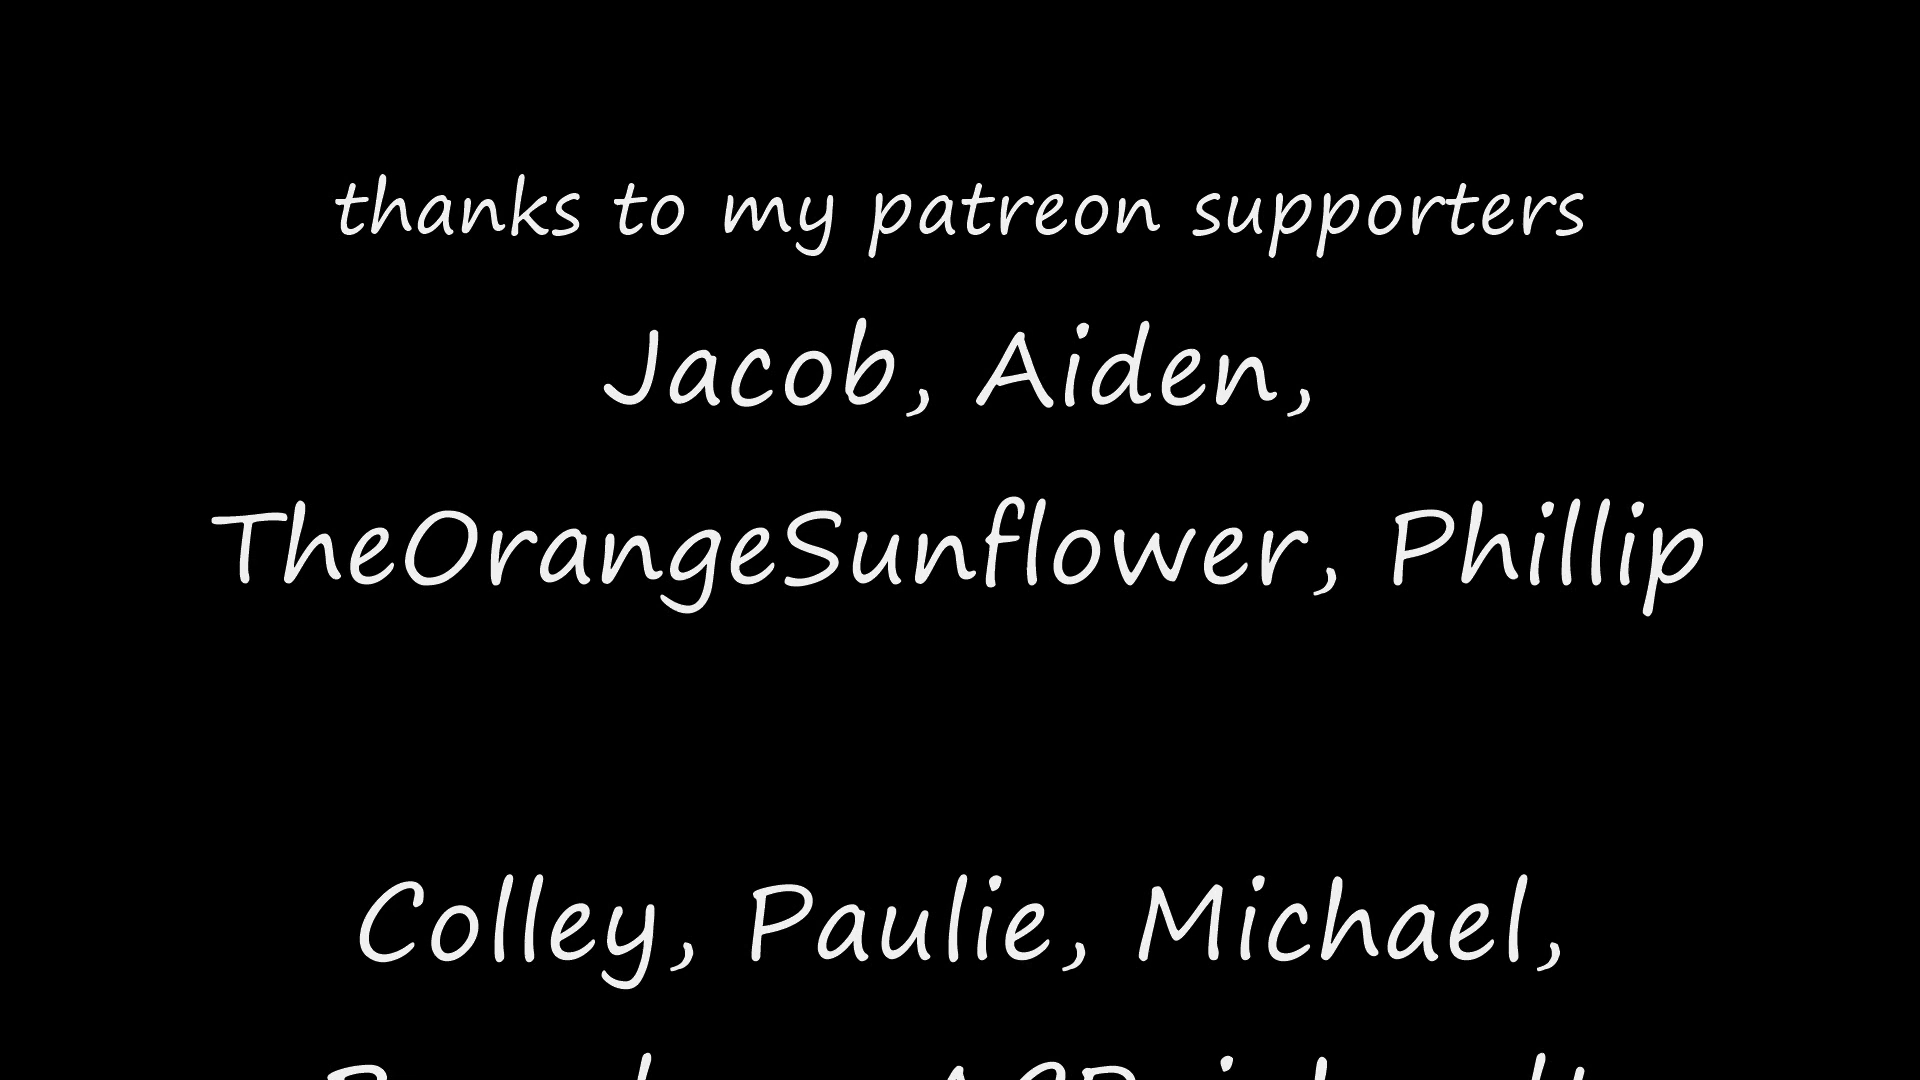 thanks to my patreon supporters
Jacob, Aiden,
TheOrangeSunflower, Phillip
Colley, Paulie, Michael,